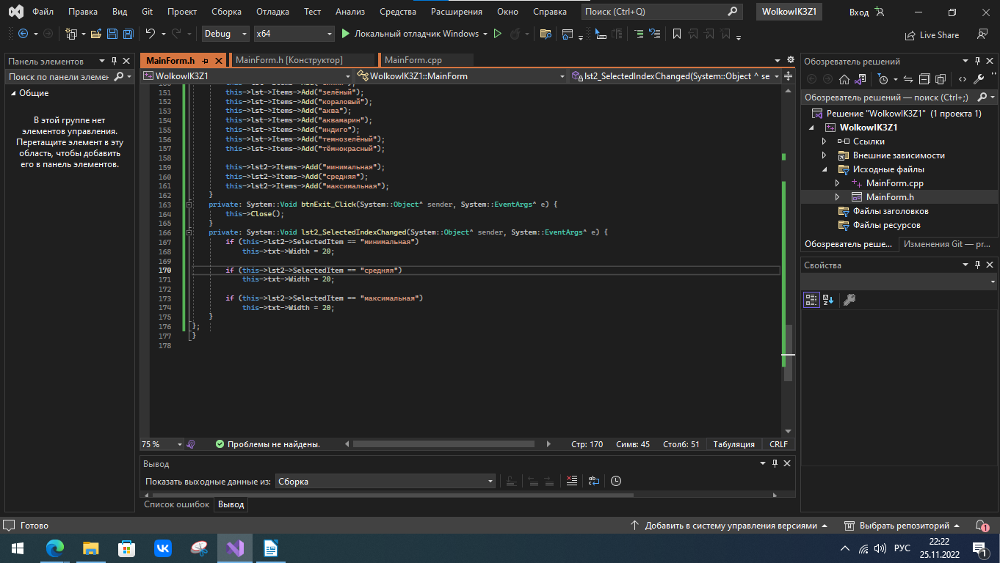 Файл Правка Вид Git Проект Сборка Отладка Тест Анализ Средства Расширения Окно Справка Поиск (Ctrl+Q) WolkowIK3Z1 Вход
Debug x64 Локальный отладчик Windows Live Share
Панель элементов
Поиск по панели элемен
Общие
В этой группе нет
элементов управления.
Перетащите элемент в эту
область, чтобы добавить
его в панель элементов.
MainForm.h MainForm.h [Конструктор] MainForm.cpp
WolkowIK3Z1 WolkowIK3Z1::MainForm lst2_SelectedIndexChanged(System::Object ^ se
151 this->lst->Items->Add("зелёный");
152 this->lst->Items->Add("кораловый");
153 this->lst->Items->Add("аква");
154 this->lst->Items->Add("аквамарин");
155 this->lst->Items->Add("индиго");
156 this->lst->Items->Add("темнозелёный");
157 this->lst->Items->Add("тёмнокрасный");
158
159 this->lst2->Items->Add("минимальная");
160 this->lst2->Items->Add("средняя");
161 this->lst2->Items->Add("максимальная");
162 }
163 private: System::Void btnExit_Click(System::Object^ sender, System::EventArgs^ e) {
164 this->Close();
165 }
166 private: System::Void lst2_SelectedIndexChanged(System::Object^ sender, System::EventArgs^ e) {
167 if (this->lst2->SelectedItem == "минимальная")
168 this->txt->Width = 20;
169
170 if (this->lst2->SelectedItem == "средняя")
171 this->txt->Width = 20;
172
173 if (this->lst2->SelectedItem == "максимальная")
174 this->txt->Width = 20;
175 }
176 };
177 }
178
75 % Проблемы не найдены. Стр: 170 Симв: 45 Столб: 51 Табуляция CRLF
Вывод
Показать выходные данные из: Сборка
Список ошибок Вывод
Обозреватель решений
Обозреватель решений — поиск (Ctrl+;)
Решение "WolkowIK3Z1" (1 проекта 1)
WolkowIK3Z1
Ссылки
Внешние зависимости
Исходные файлы
MainForm.cpp
MainForm.h
Файлы заголовков
Файлы ресурсов
Обозреватель реше... Изменения Git — pr...
Свойства
Готово Добавить в систему управления версиями Выбрать репозиторий 1
РУС 22:22
25.11.2022 1